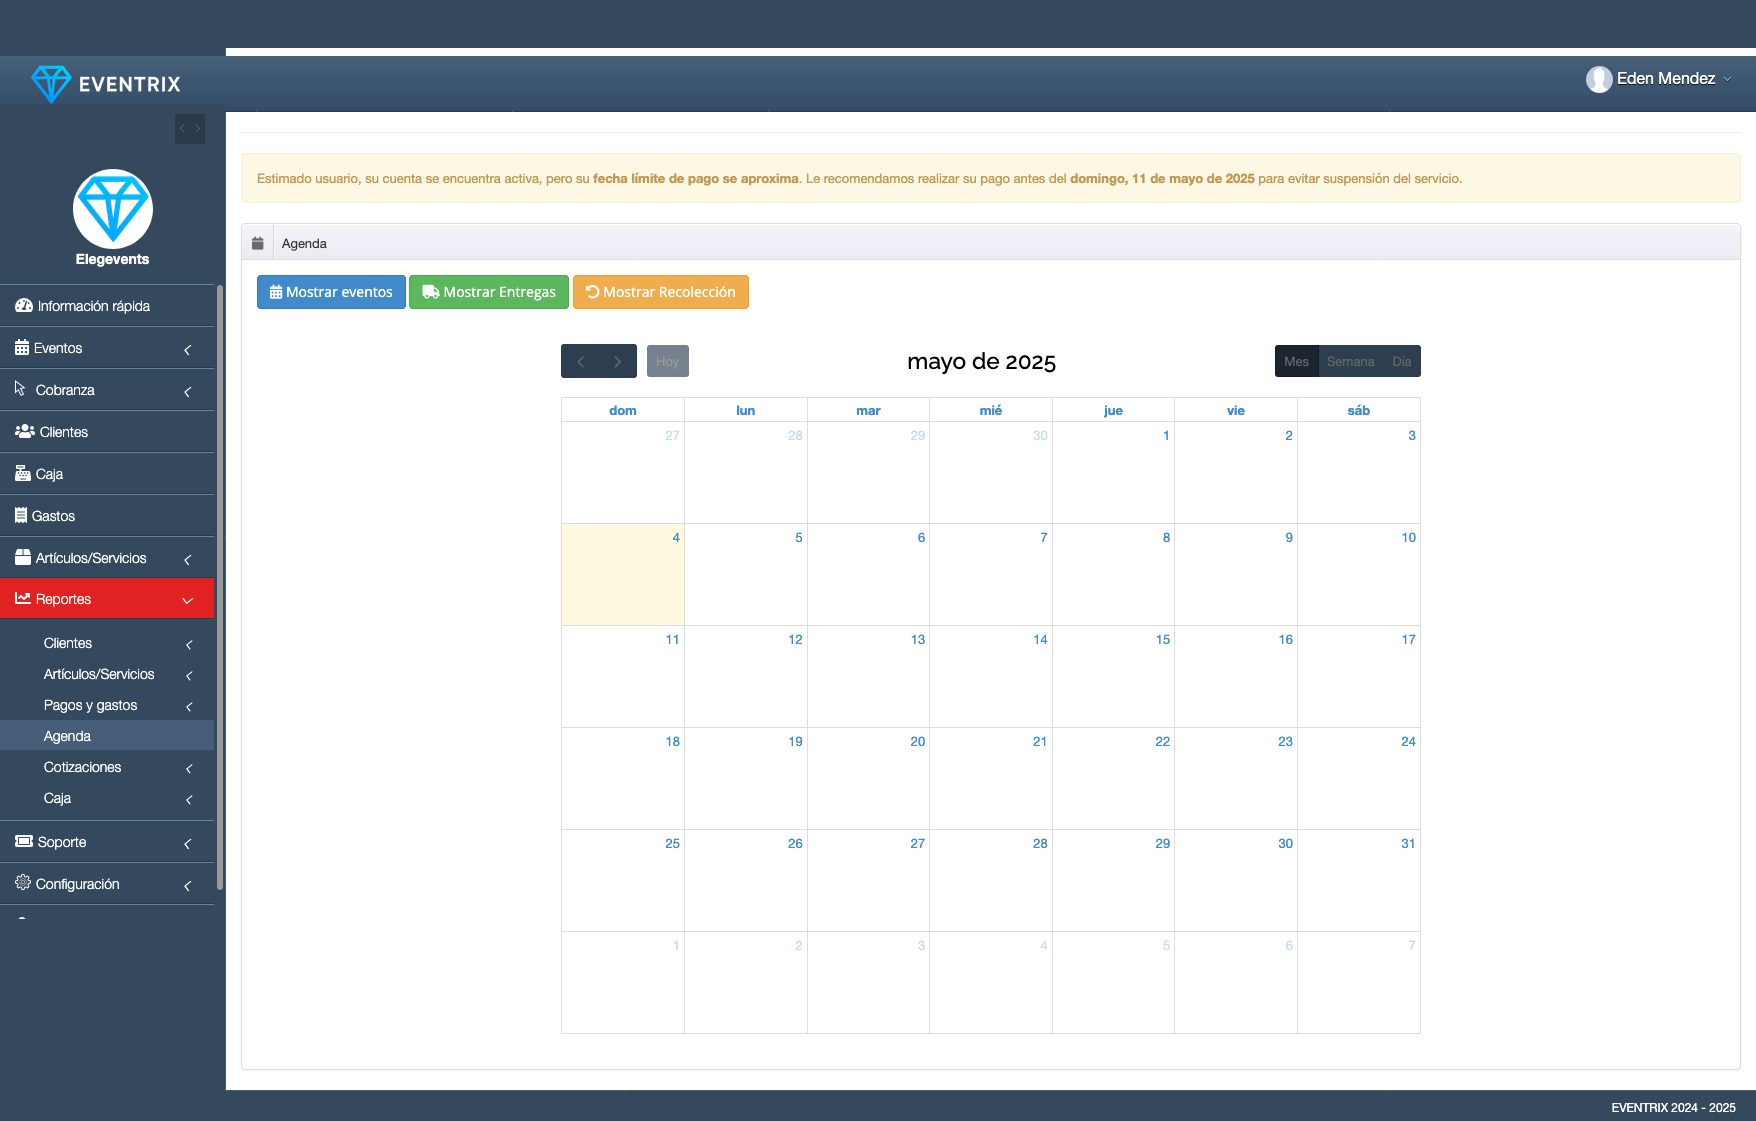 EVENTRIX
Eden Mendez
Elegevents
Información rápida
Eventos
Cobranza
Clientes
Caja
Gastos
Artículos/Servicios
Reportes
Clientes
Artículos/Servicios
Pagos y gastos
Agenda
Cotizaciones
Caja
Soporte
Configuración
Estimado usuario, su cuenta se encuentra activa, pero su fecha límite de pago se aproxima. Le recomendamos realizar su pago antes del domingo, 11 de mayo de 2025 para evitar suspensión del servicio.
Agenda
Mostrar eventos Mostrar Entregas Mostrar Recolección
Hoy mayo de 2025 Mes Semana Día
dom lun mar mié jue vie sáb
27 28 29 30 1 2 3
4 5 6 7 8 9 10
11 12 13 14 15 16 17
18 19 20 21 22 23 24
25 26 27 28 29 30 31
1 2 3 4 5 6 7
EVENTRIX 2024 - 2025